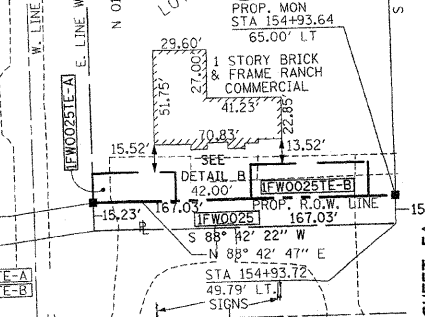 LOT
PROP. MON
STA 154+93.64
65.00' LT
S
N 01
W. LINE
E. LINE W
29.60'
27.00'
51.75'
1 STORY BRICK
& FRAME RANCH
COMMERCIAL
41.23'
22.85'
70.83'
15.52'
13.52'
1FW0025TE-A
SEE
DETAIL B
42.00'
1FW0025TE-B
PROP. R.O.W. LINE
15.23'
167.03'
1FW0025
167.03'
15
S 88° 42' 22" W
N 88° 42' 47" E
STA 154+93.72
49.79' LT.
SIGNS
TE-A
TE-B